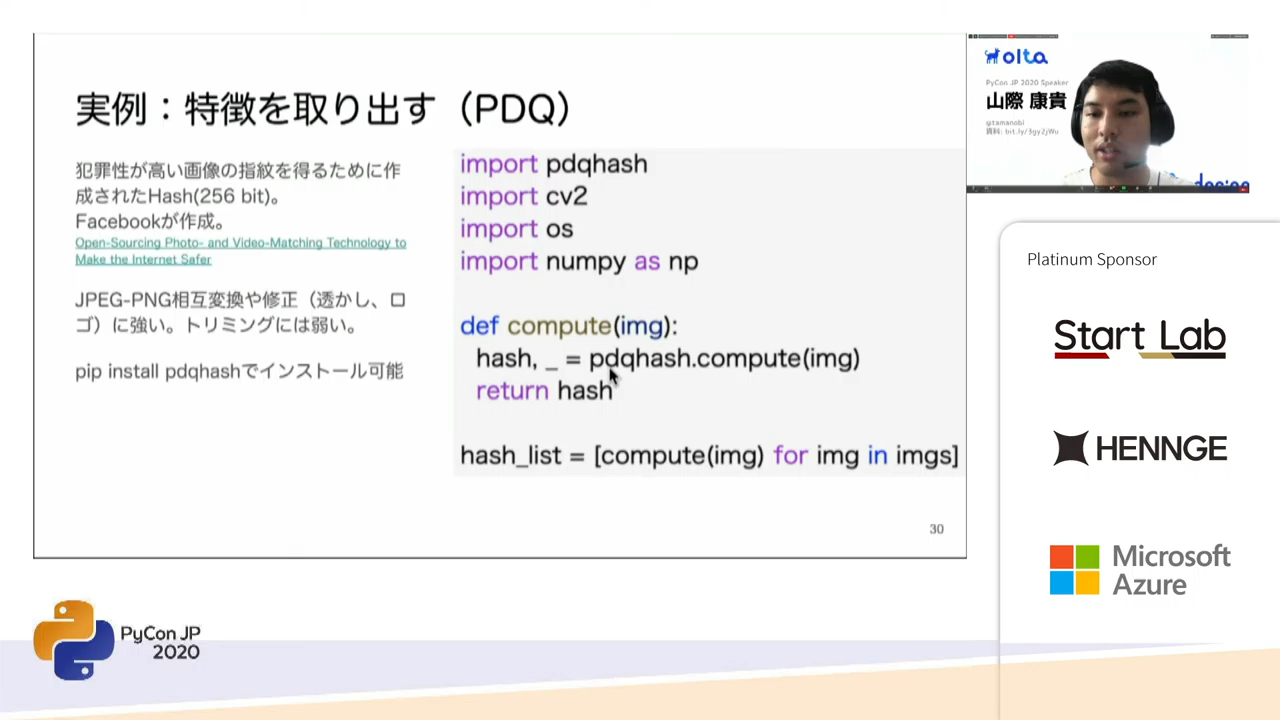 実例：特徴を取り出す（PDQ）
犯罪性が高い画像の指紋を得るために作
成されたHash(256 bit)。
Facebookが作成。
Open-Sourcing Photo- and Video-Matching Technology to
Make the Internet Safer
JPEG-PNG相互変換や修正（透かし、ロ
ゴ）に強い。トリミングには弱い。
pip install pdqhashでインストール可能
import pdqhash
import cv2
import os
import numpy as np
def compute(img):
hash, _ = pdqhash.compute(img)
return hash
hash_list = [compute(img) for img in imgs]
30
olta
PyCon JP 2020 Speaker
山際 康貴
@tamanobi
資料: bit.ly/3gy2jWu
Platinum Sponsor
Start Lab
HENNGE
Microsoft
Azure
PyCon JP
2020